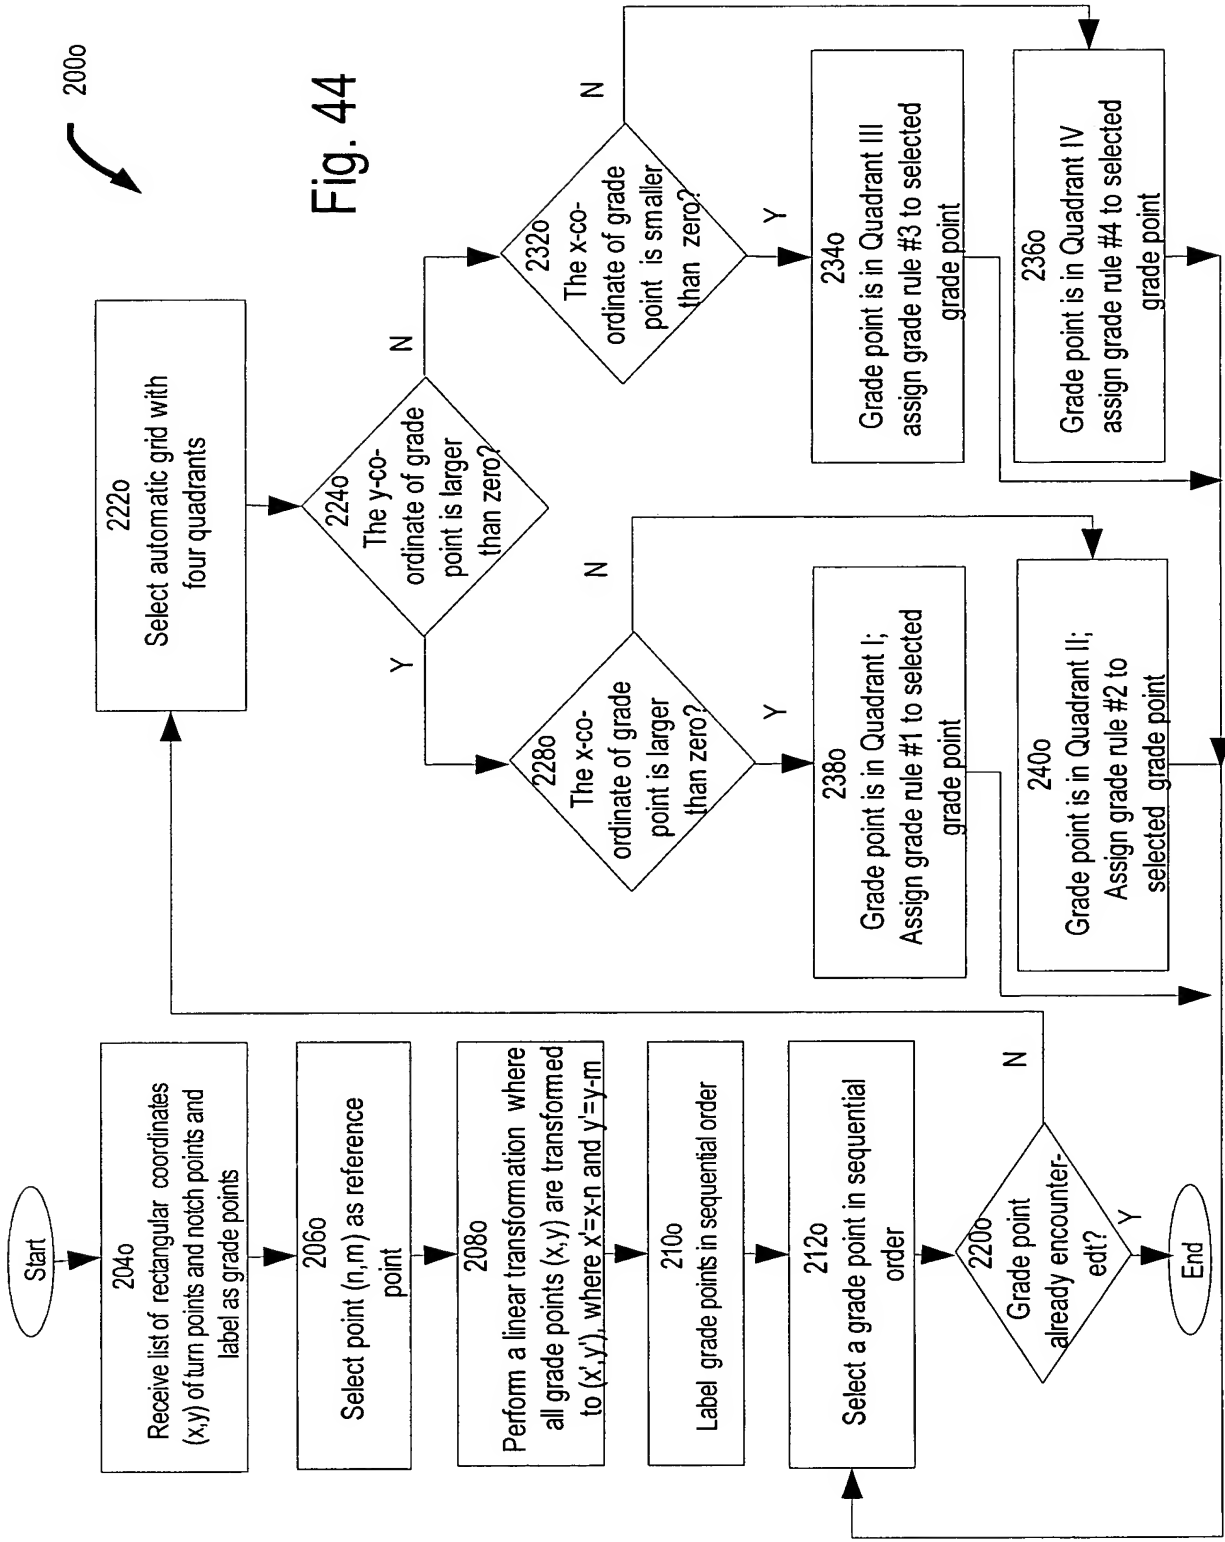 200o
Fig. 44
Start
204o
Receive list of rectangular coordinates
(x,y) of turn points and notch points and
label as grade points
206o
Select point (n,m) as reference
point
208o
Perform a linear transformation where
all grade points (x,y) are transformed
to (x',y'), where x'=x-n and y'=y-m
210o
Label grade points in sequential order
212o
Select a grade point in sequential
order
220o
Grade point
already encounter-
edt?
Y
N
End
222o
Select automatic grid with
four quadrants
224o
The y-co-
ordinate of grade
point is larger
than zero?
Y
N
228o
The x-co-
ordinate of grade
point is larger
than zero?
Y
N
238o
Grade point is in Quadrant I;
Assign grade rule #1 to selected
grade point
240o
Grade point is in Quadrant II;
Assign grade rule #2 to
selected grade point
232o
The x-co-
ordinate of grade
point is smaller
than zero?
Y
N
234o
Grade point is in Quadrant III
assign grade rule #3 to selected
grade point
236o
Grade point is in Quadrant IV
assign grade rule #4 to selected
grade point